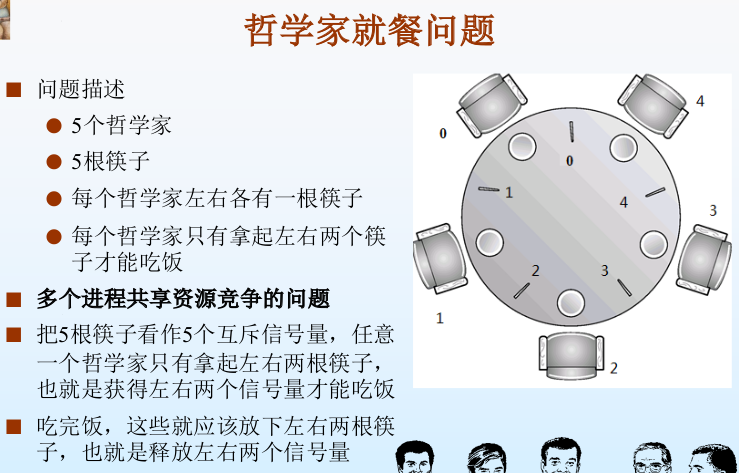 哲学家就餐问题
问题描述
5个哲学家
5根筷子
每个哲学家左右各有一根筷子
每个哲学家只有拿起左右两个筷
子才能吃饭
多个进程共享资源竞争的问题
把5根筷子看作5个互斥信号量，任意
一个哲学家只有拿起左右两根筷子，
也就是获得左右两个信号量才能吃饭
吃完饭，这些就应该放下左右两根筷
子，也就是释放左右两个信号量
4
0
0
1
4
3
2
3
1
2